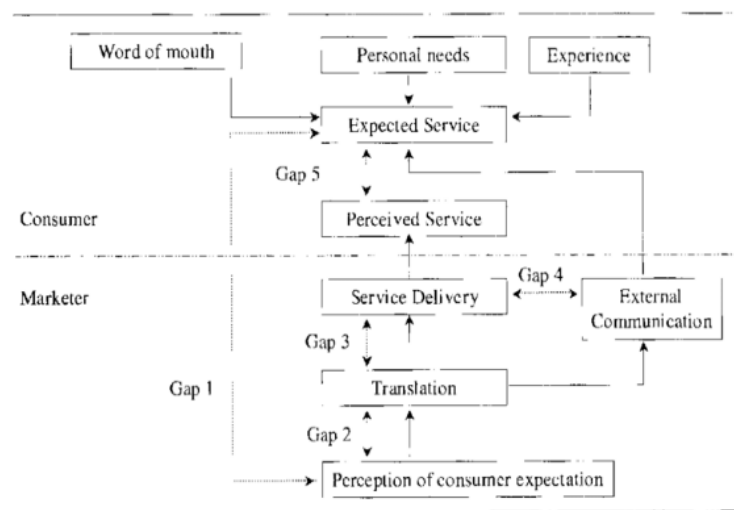 Word of mouth
Personal needs
Experience
Expected Service
Gap 5
Consumer
Perceived Service
Gap 4
Marketer
Service Delivery
External
Communication
Gap 3
Gap 1
Translation
Gap 2
Perception of consumer expectation